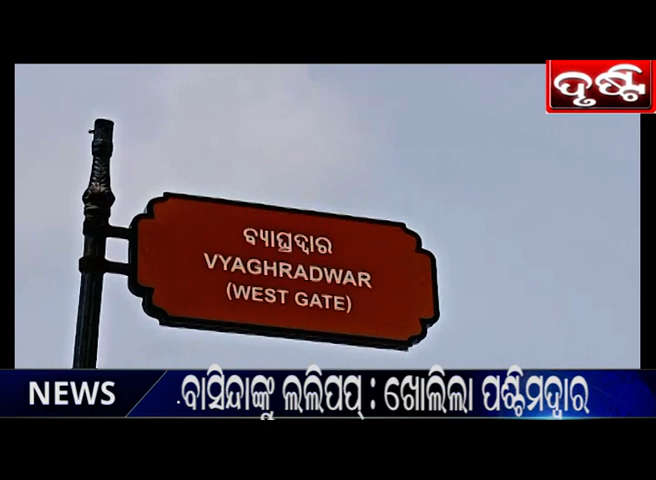 ଦୃଷ୍ଟି
ବ୍ୟାଘ୍ରଦ୍ୱାର
VYAGHRADWAR
(WEST GATE)
NEWS
ବାସିନ୍ଦାଙ୍କୁ ଲଲିପପ୍ : ଖୋଲିଲା ପଶ୍ଚିମଦ୍ୱାର